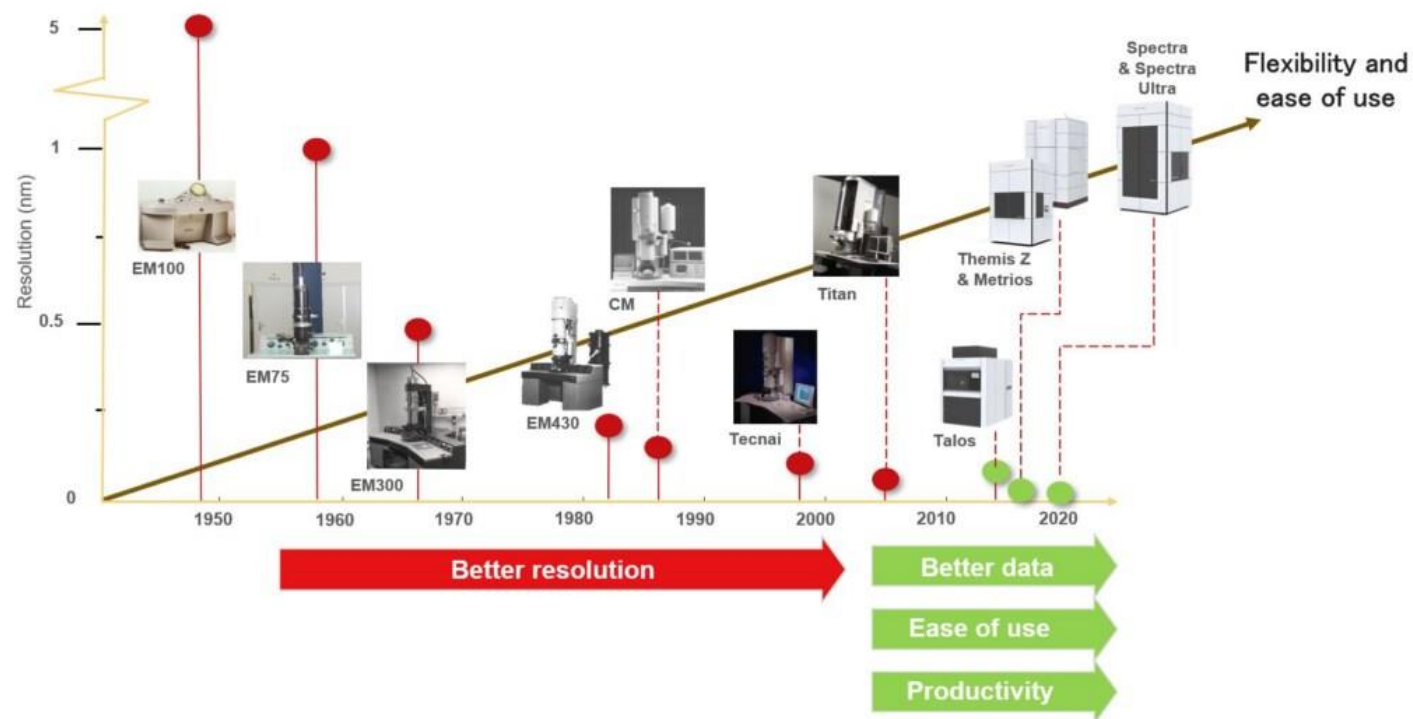 5
1
0.5
0
Resolution (nm)
EM100
EM75
EM300
EM430
CM
Tecnai
Titan
Talos
Themis Z
& Metrios
Spectra
& Spectra
Ultra
Flexibility and
ease of use
1950
1960
1970
1980
1990
2000
2010
2020
Better resolution
Better data
Ease of use
Productivity